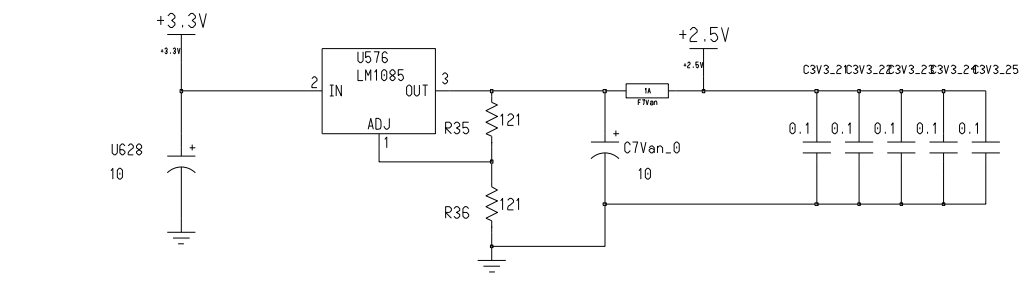 +3.3V
+3.3V
+2.5V
+2.5V
U576
LM1085
2
IN
OUT
3
ADJ
1
R35
121
R36
121
U628
+
10
1A
F7Van
+
C7Van_0
10
C3V3_21
C3V3_22
C3V3_23
C3V3_24
C3V3_25
0.1
0.1
0.1
0.1
0.1